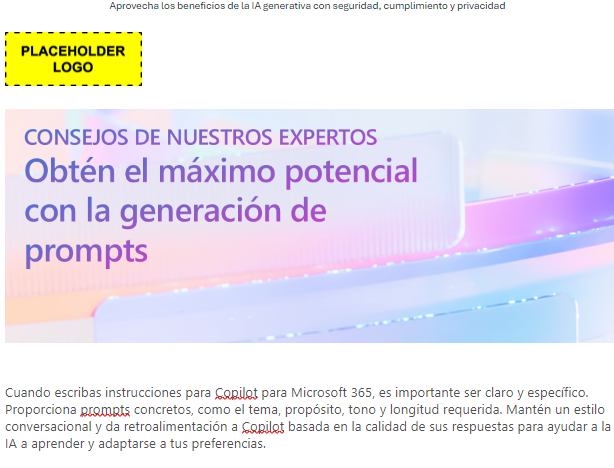 Aprovecha los beneficios de la IA generativa con seguridad, cumplimiento y privacidad
PLACEHOLDER
LOGO
CONSEJOS DE NUESTROS EXPERTOS
Obtén el máximo potencial
con la generación de
prompts
Cuando escribas instrucciones para Copilot para Microsoft 365, es importante ser claro y específico.
Proporciona prompts concretos, como el tema, propósito, tono y longitud requerida. Mantén un estilo
conversacional y da retroalimentación a Copilot basada en la calidad de sus respuestas para ayudar a la
IA a aprender y adaptarse a tus preferencias.